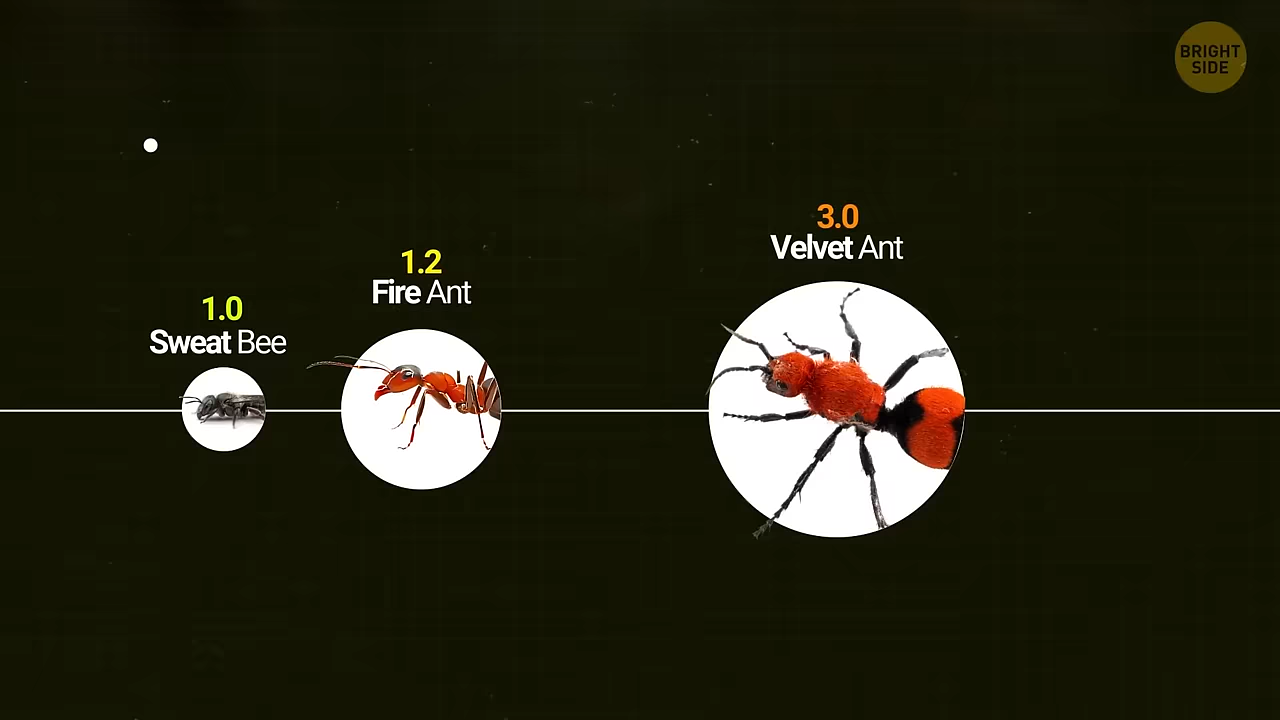 BRIGHT
SIDE
3.0
Velvet Ant
1.2
Fire Ant
1.0
Sweat Bee